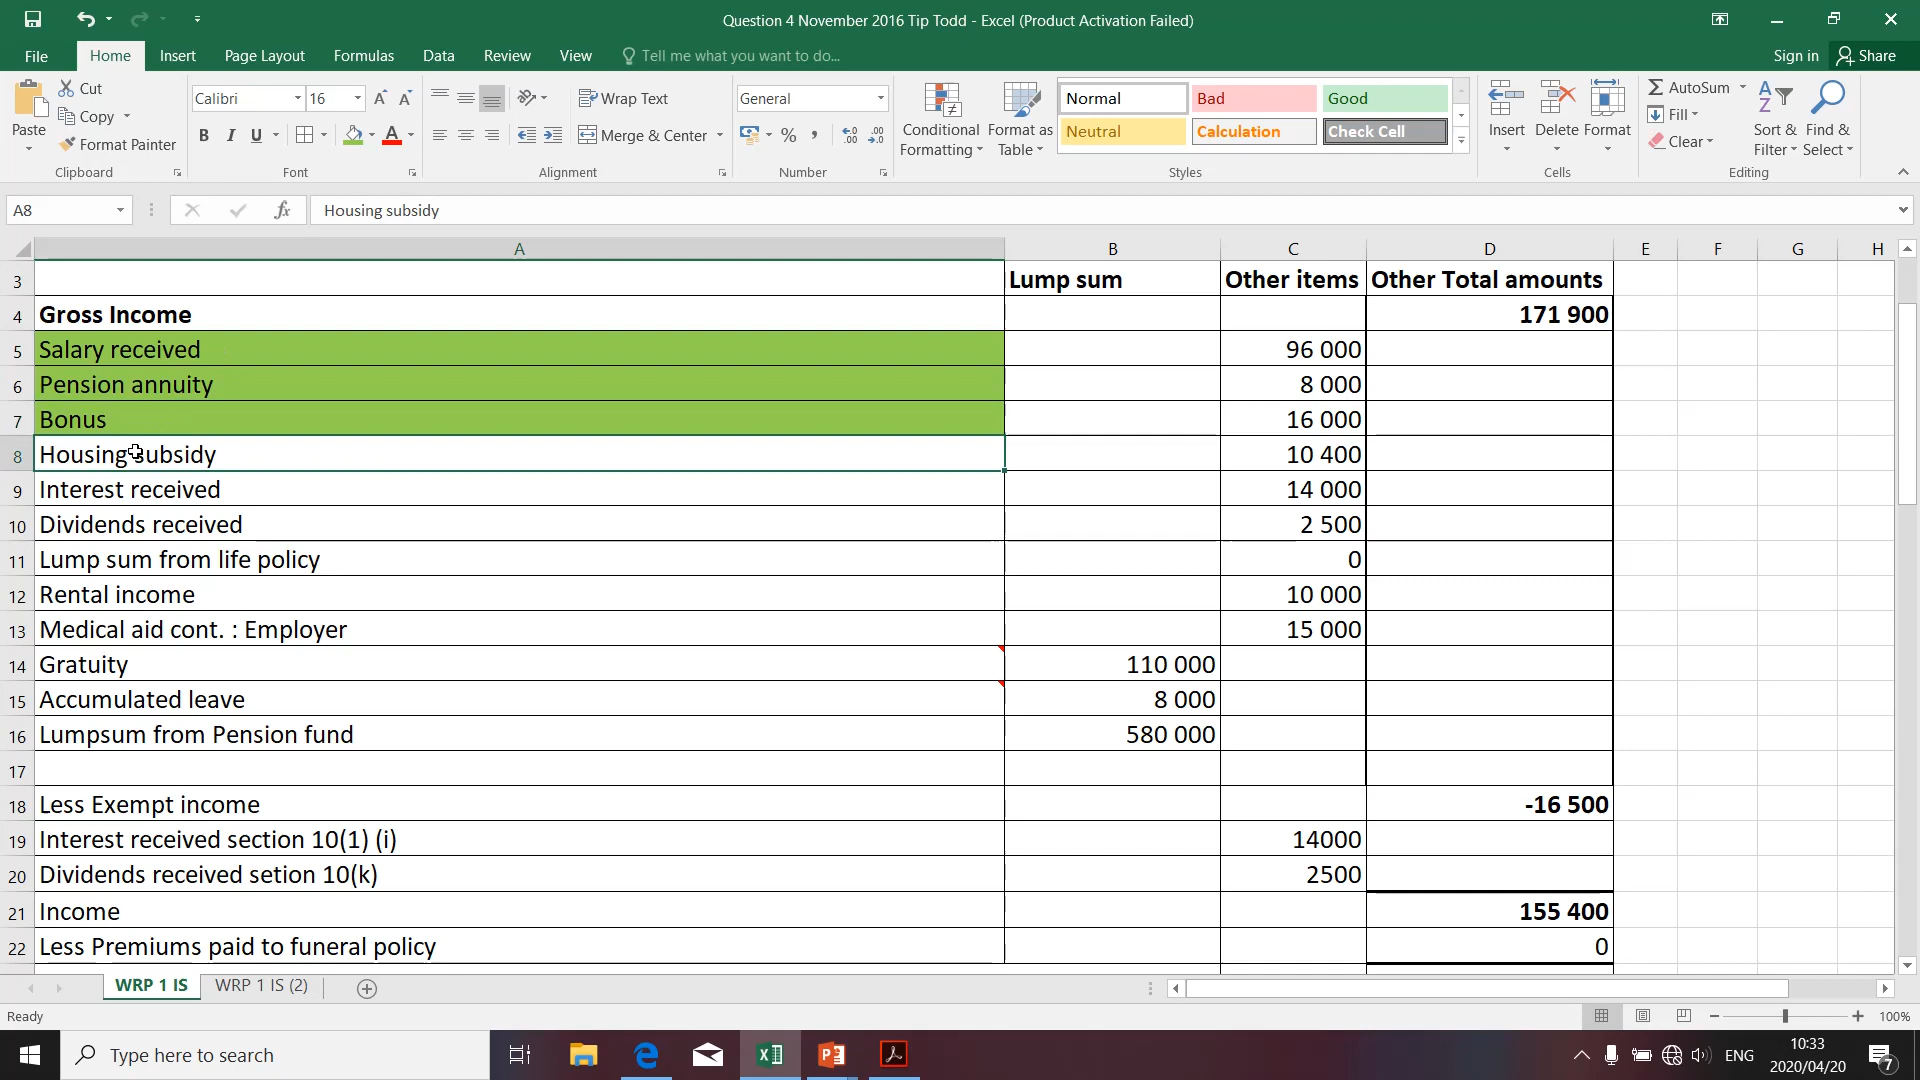 Question 4 November 2016 Tip Todd - Excel (Product Activation Failed)
File Home Insert Page Layout Formulas Data Review View Tell me what you want to do... Sign in Share
Paste Cut Copy Format Painter Clipboard
Calibri 16 A A B I U A Font
Wrap Text Merge & Center Alignment
General % , .00 Number
Conditional Formatting Format as Table
Normal Bad Good
Neutral Calculation Check Cell
Styles
Insert Delete Format Cells
AutoSum Fill Clear Sort & Filter Find & Select Editing
A8 fx Housing subsidy
A B C D E F G H
3 Lump sum Other items Other Total amounts
4 Gross Income 171 900
5 Salary received 96 000
6 Pension annuity 8 000
7 Bonus 16 000
8 Housing subsidy 10 400
9 Interest received 14 000
10 Dividends received 2 500
11 Lump sum from life policy 0
12 Rental income 10 000
13 Medical aid cont. : Employer 15 000
14 Gratuity 110 000
15 Accumulated leave 8 000
16 Lumpsum from Pension fund 580 000
17
18 Less Exempt income -16 500
19 Interest received section 10(1) (i) 14000
20 Dividends received setion 10(k) 2500
21 Income 155 400
22 Less Premiums paid to funeral policy 0
WRP 1 IS WRP 1 IS (2)
Ready 100%
Type here to search ENG 10:33
2020/04/20 7